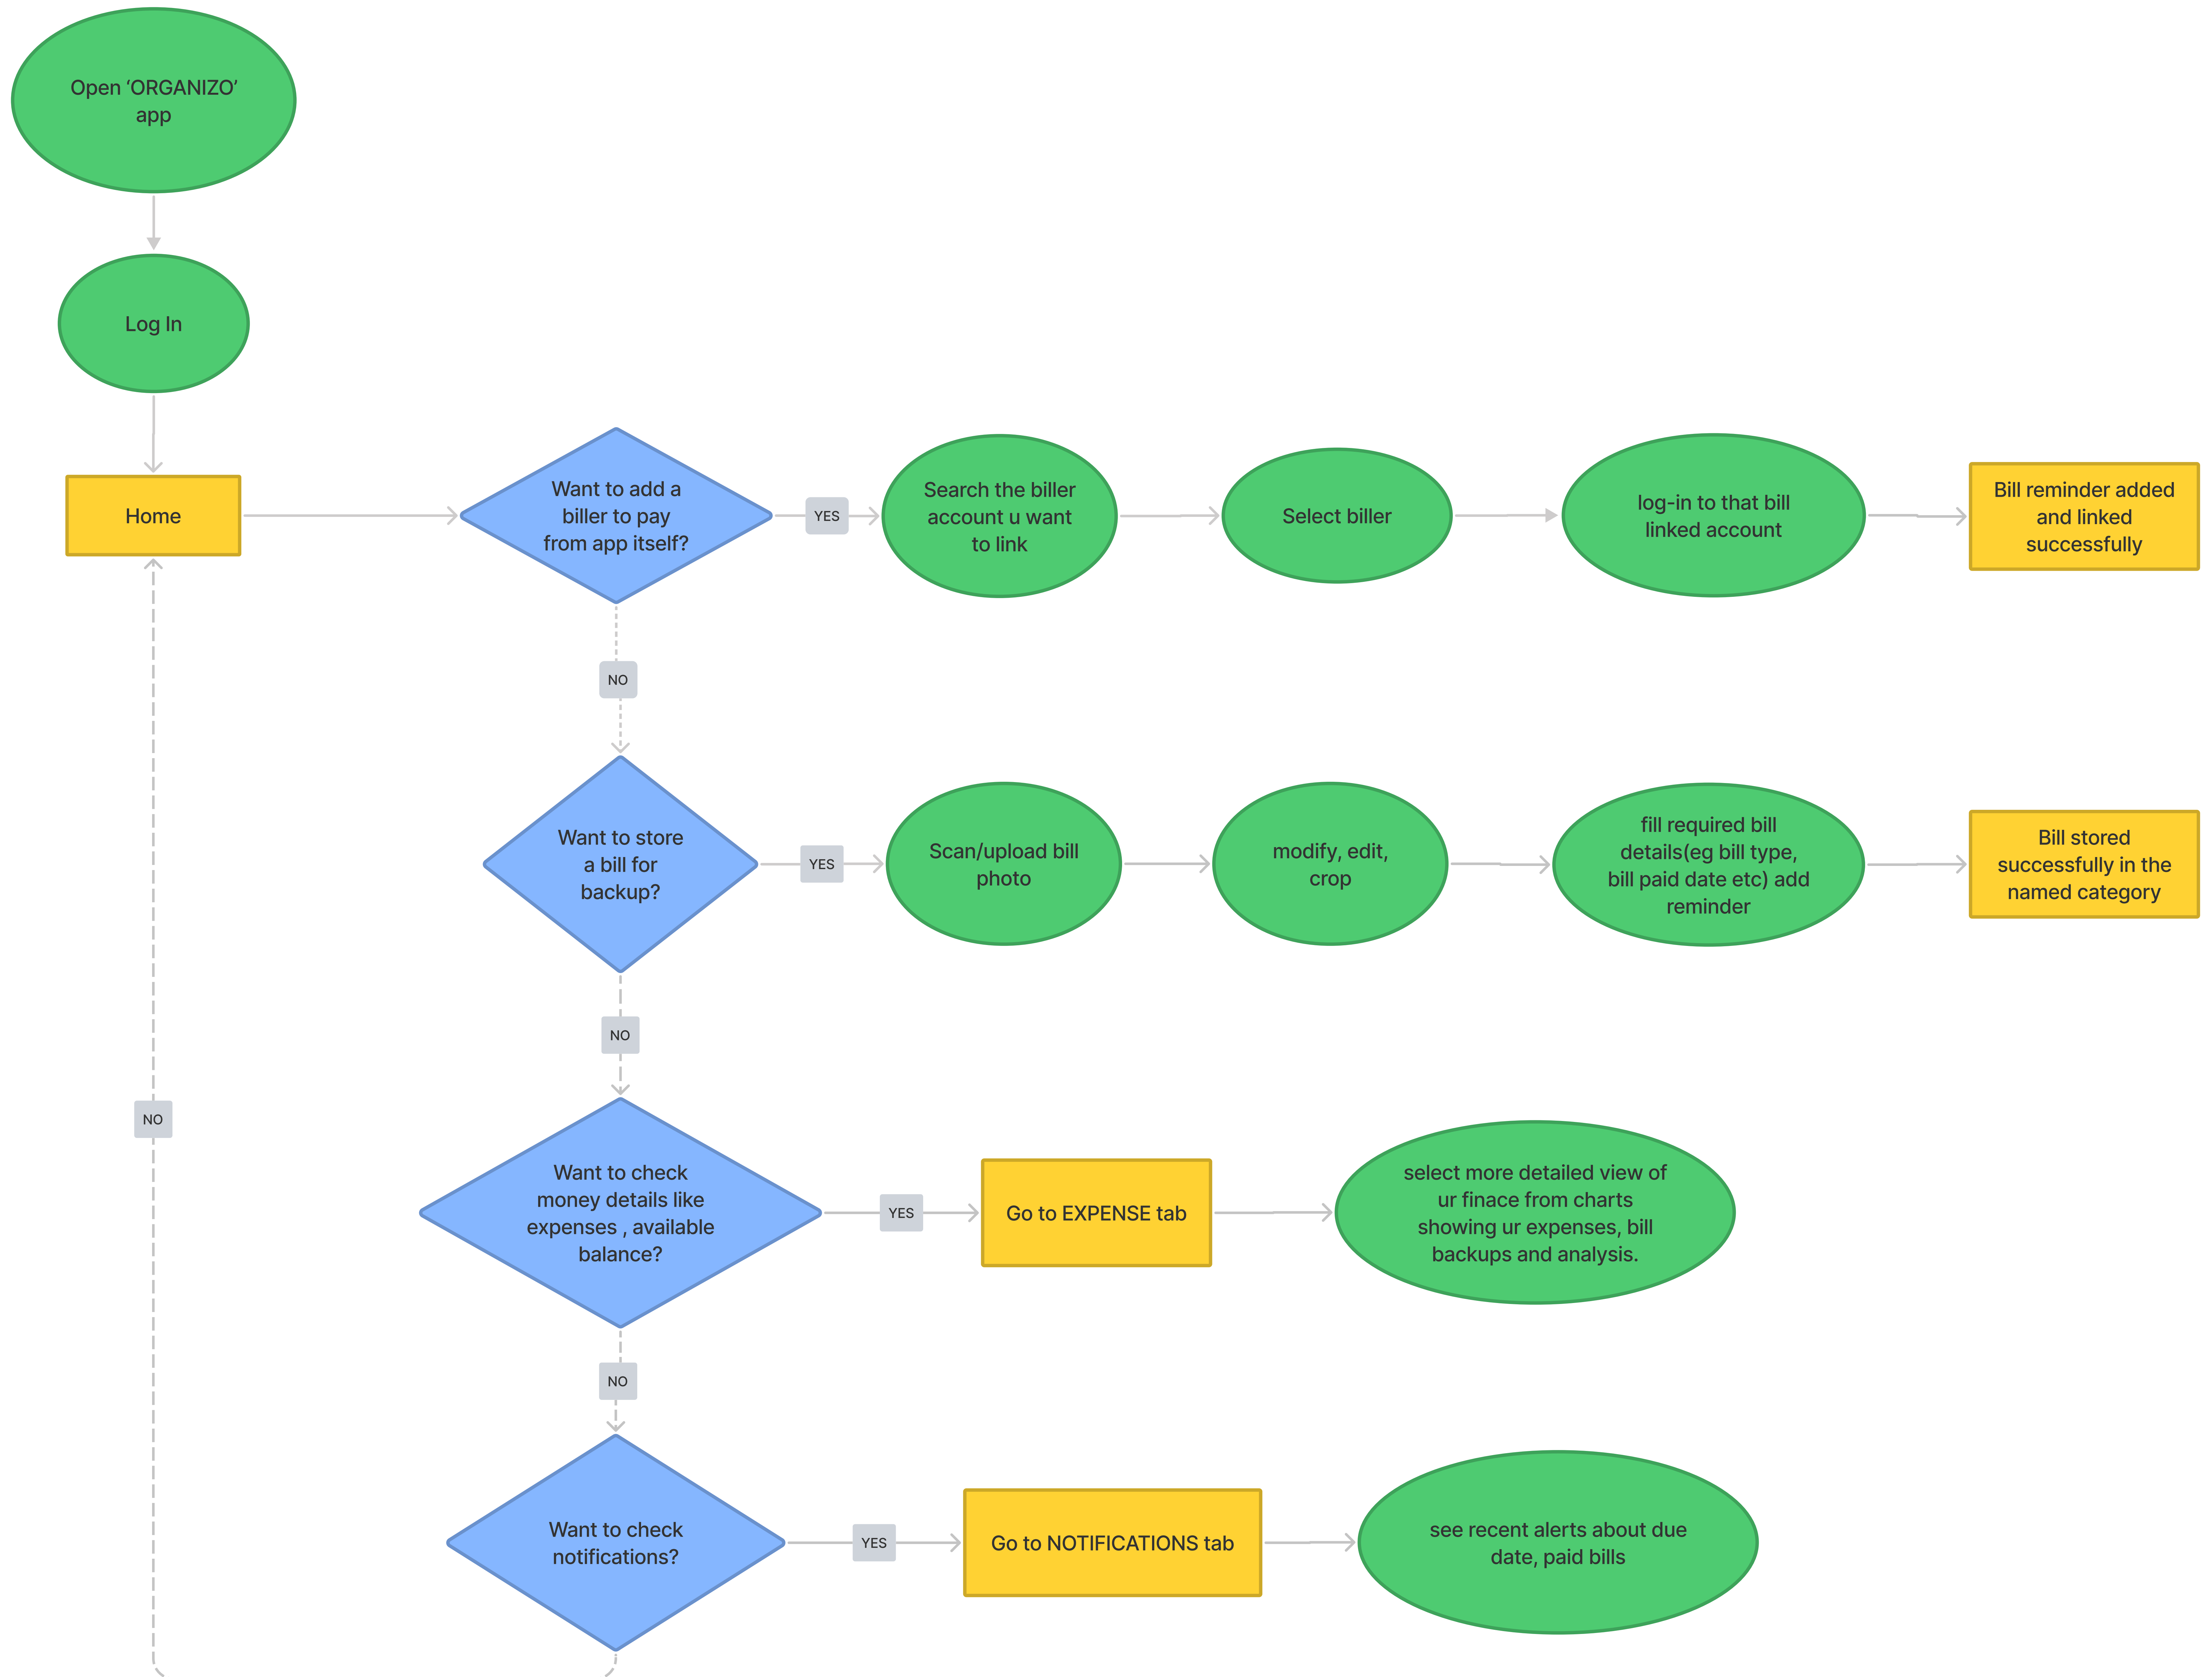 Open ‘ORGANIZO’
app
Log In
Home
Want to add a
biller to pay
from app itself?
YES
Search the biller
account u want
to link
Select biller
log-in to that bill
linked account
Bill reminder added
and linked
successfully
NO
Want to store
a bill for
backup?
YES
Scan/upload bill
photo
modify, edit,
crop
fill required bill
details(eg bill type,
bill paid date etc) add
reminder
Bill stored
successfully in the
named category
NO
NO
Want to check
money details like
expenses , available
balance?
YES
Go to EXPENSE tab
select more detailed view of
ur finace from charts
showing ur expenses, bill
backups and analysis.
NO
Want to check
notifications?
YES
Go to NOTIFICATIONS tab
see recent alerts about due
date, paid bills